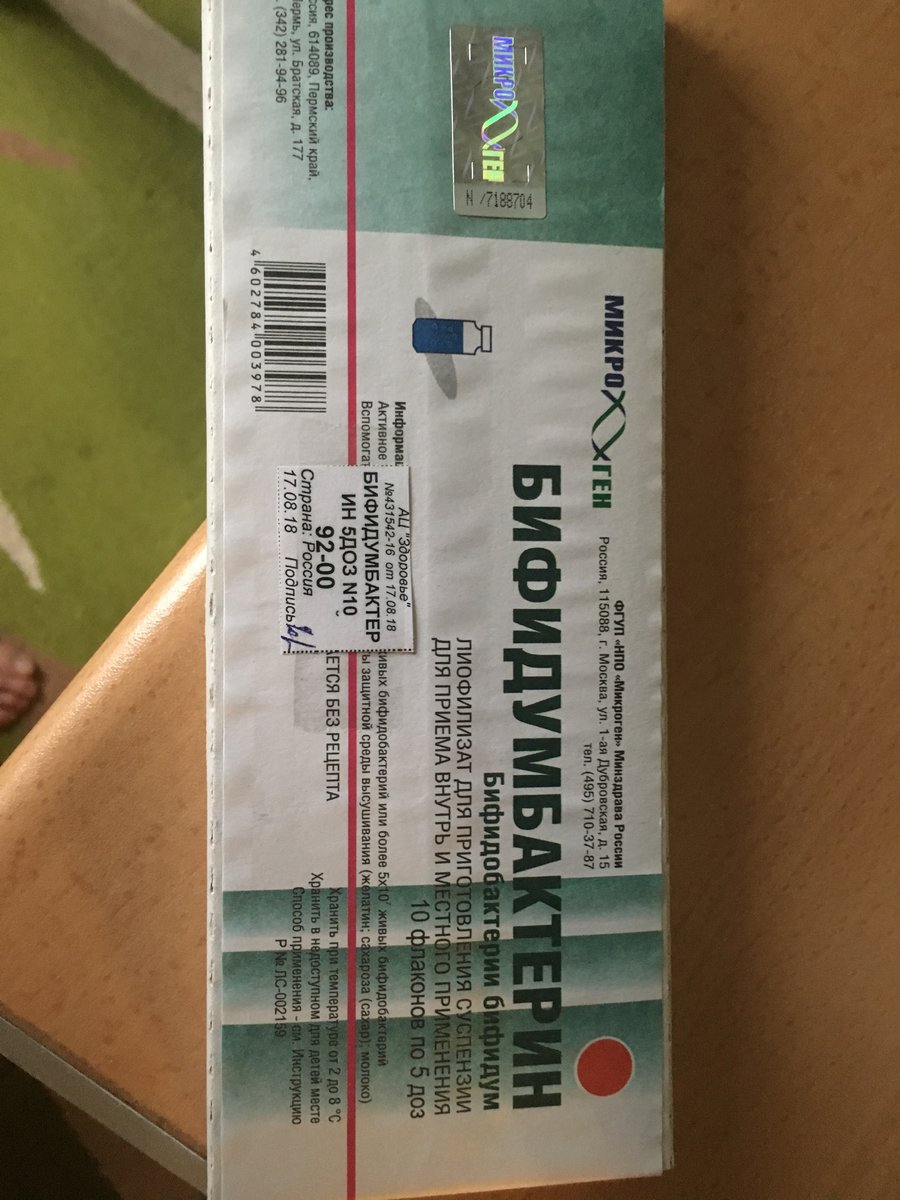 МИКРОГЕН
Н /7188704
МИКРОГЕН
ФГУП «НПО «Микроген» Минздрава России
Россия, 115088, г. Москва, ул. 1-ая Дубровская, д. 15
тел. (495) 710-37-87
БИФИДУМБАКТЕРИН
Бифидобактерии бифидум
ЛИОФИЛИЗАТ ДЛЯ ПРИГОТОВЛЕНИЯ СУСПЕНЗИИ
ДЛЯ ПРИЕМА ВНУТРЬ И МЕСТНОГО ПРИМЕНЕНИЯ
10 флаконов по 5 доз
Информац
Активное живых бифидобактерий или более 5x10⁷ живых бифидобактерий
Вспомогат ы защитной среды высушивания (желатин; сахароза (сахар); молоко)
АЦ "Здоровье"
№431542-16 от 17.08.18
БИФИДУМБАКТЕР
ИН 5ДОЗ N10
92-00
Страна: Россия
17.08.18 Подпись
ЕТСЯ БЕЗ РЕЦЕПТА
Хранить при температуре от 2 до 8 °С
Хранить в недоступном для детей месте
Способ применения - см. Инструкцию
Р № ЛС-002169
рес производства:
ссия, 614089, Пермский край,
ермь, ул. Братская, д. 177
(342) 281-94-96
4 602784 003978